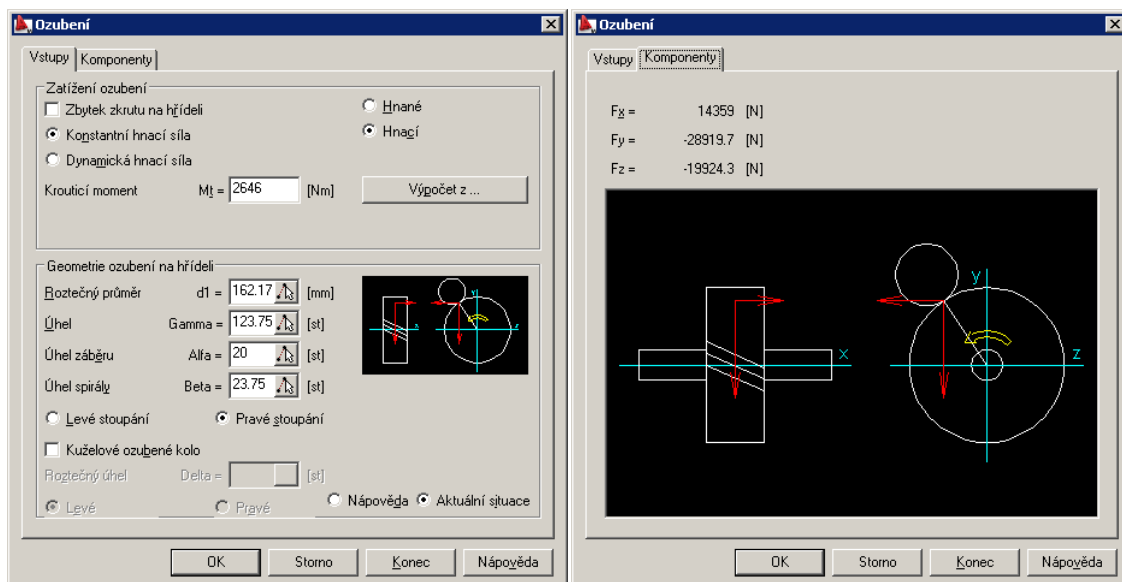 Ozubení
Vstupy Komponenty
Zatížení ozubení
Zbytek zkrutu na hřídeli
Hnané
Konstantní hnací síla
Hnací
Dynamická hnací síla
Krouticí moment Mt = 2646 [Nm] Výpočet z ...
Geometrie ozubení na hřídeli
Roztečný průměr d1 = 162.17 [mm]
Úhel Gamma = 123.75 [st]
Úhel záběru Alfa = 20 [st]
Úhel spirály Beta = 23.75 [st]
Levé stoupání Pravé stoupání
Kuželové ozubené kolo
Roztečný úhel Delta = [st]
Nápověda Aktuální situace
Levé Pravé
OK Storno Konec Nápověda
Ozubení
Vstupy Komponenty
Fx = 14359 [N]
Fy = -28919.7 [N]
Fz = -19924.3 [N]
y
x z
OK Storno Konec Nápověda